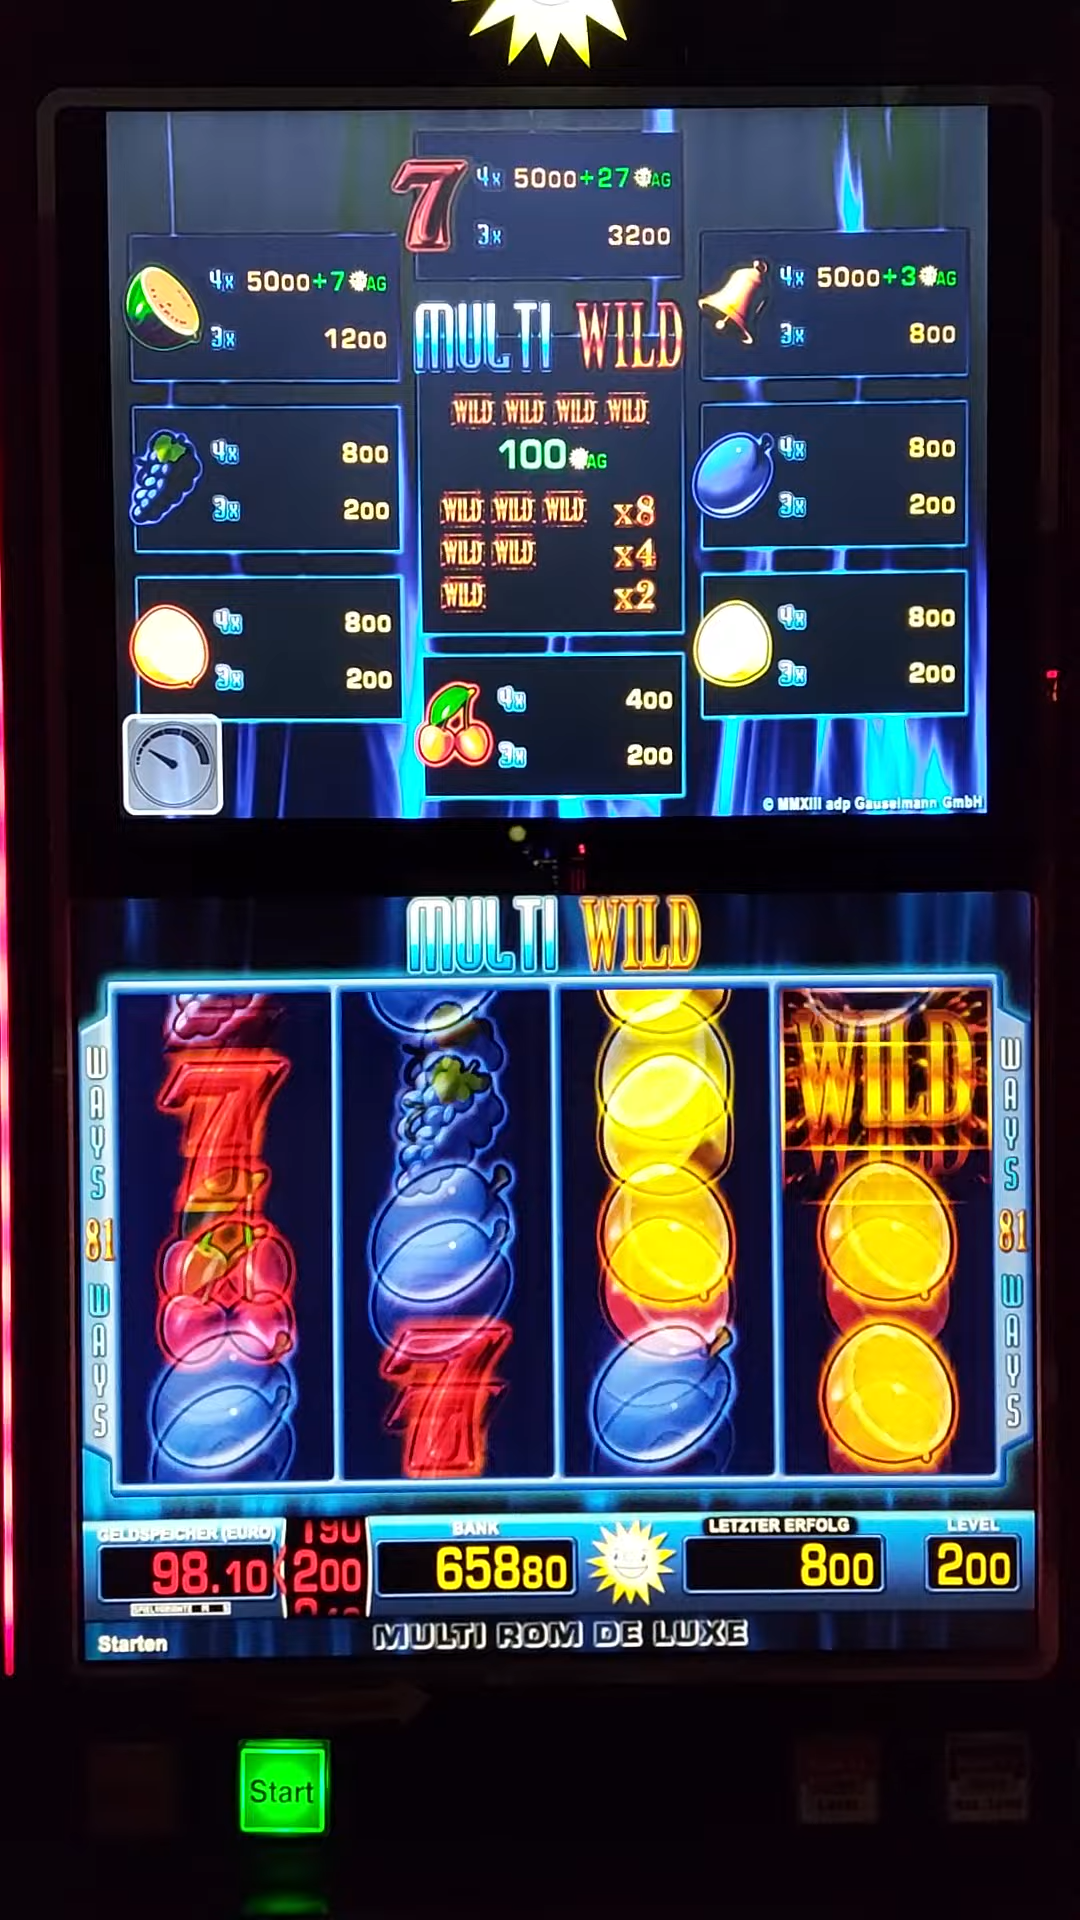 7 4x 5000+27 AG
3x 3200
4x 5000+7 AG
3x 1200
4x 5000+3 AG
3x 800
MULTI WILD
WILD WILD WILD WILD
100 AG
WILD WILD WILD x8
WILD WILD x4
WILD x2
4x 800
3x 200
4x 800
3x 200
4x 800
3x 200
4x 800
3x 200
4x 400
3x 200
© MMXIII adp Gauselmann GmbH
MULTI WILD
WAYS 81 WAYS
7
7
WILD
WAYS 81 WAYS
GELDSPEICHER (EURO)
98.10
190
200
BANK
65880
LETZTER ERFOLG
800
LEVEL
200
Starten
MULTI ROM DE LUXE
Start